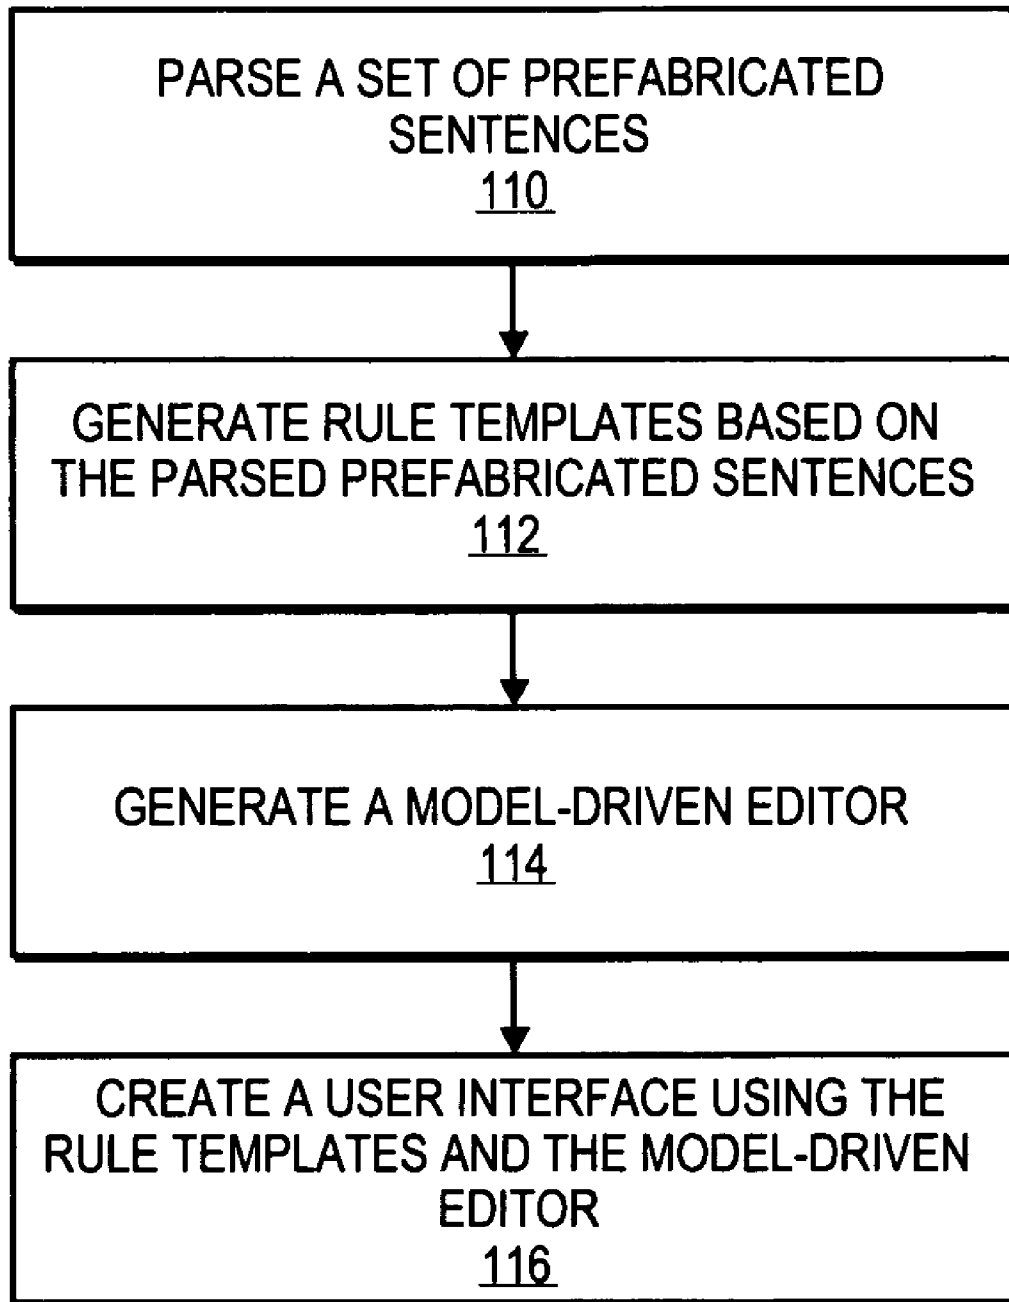 PARSE A SET OF PREFABRICATED
SENTENCES
110
GENERATE RULE TEMPLATES BASED ON
THE PARSED PREFABRICATED SENTENCES
112
GENERATE A MODEL-DRIVEN EDITOR
114
CREATE A USER INTERFACE USING THE
RULE TEMPLATES AND THE MODEL-DRIVEN
EDITOR
116